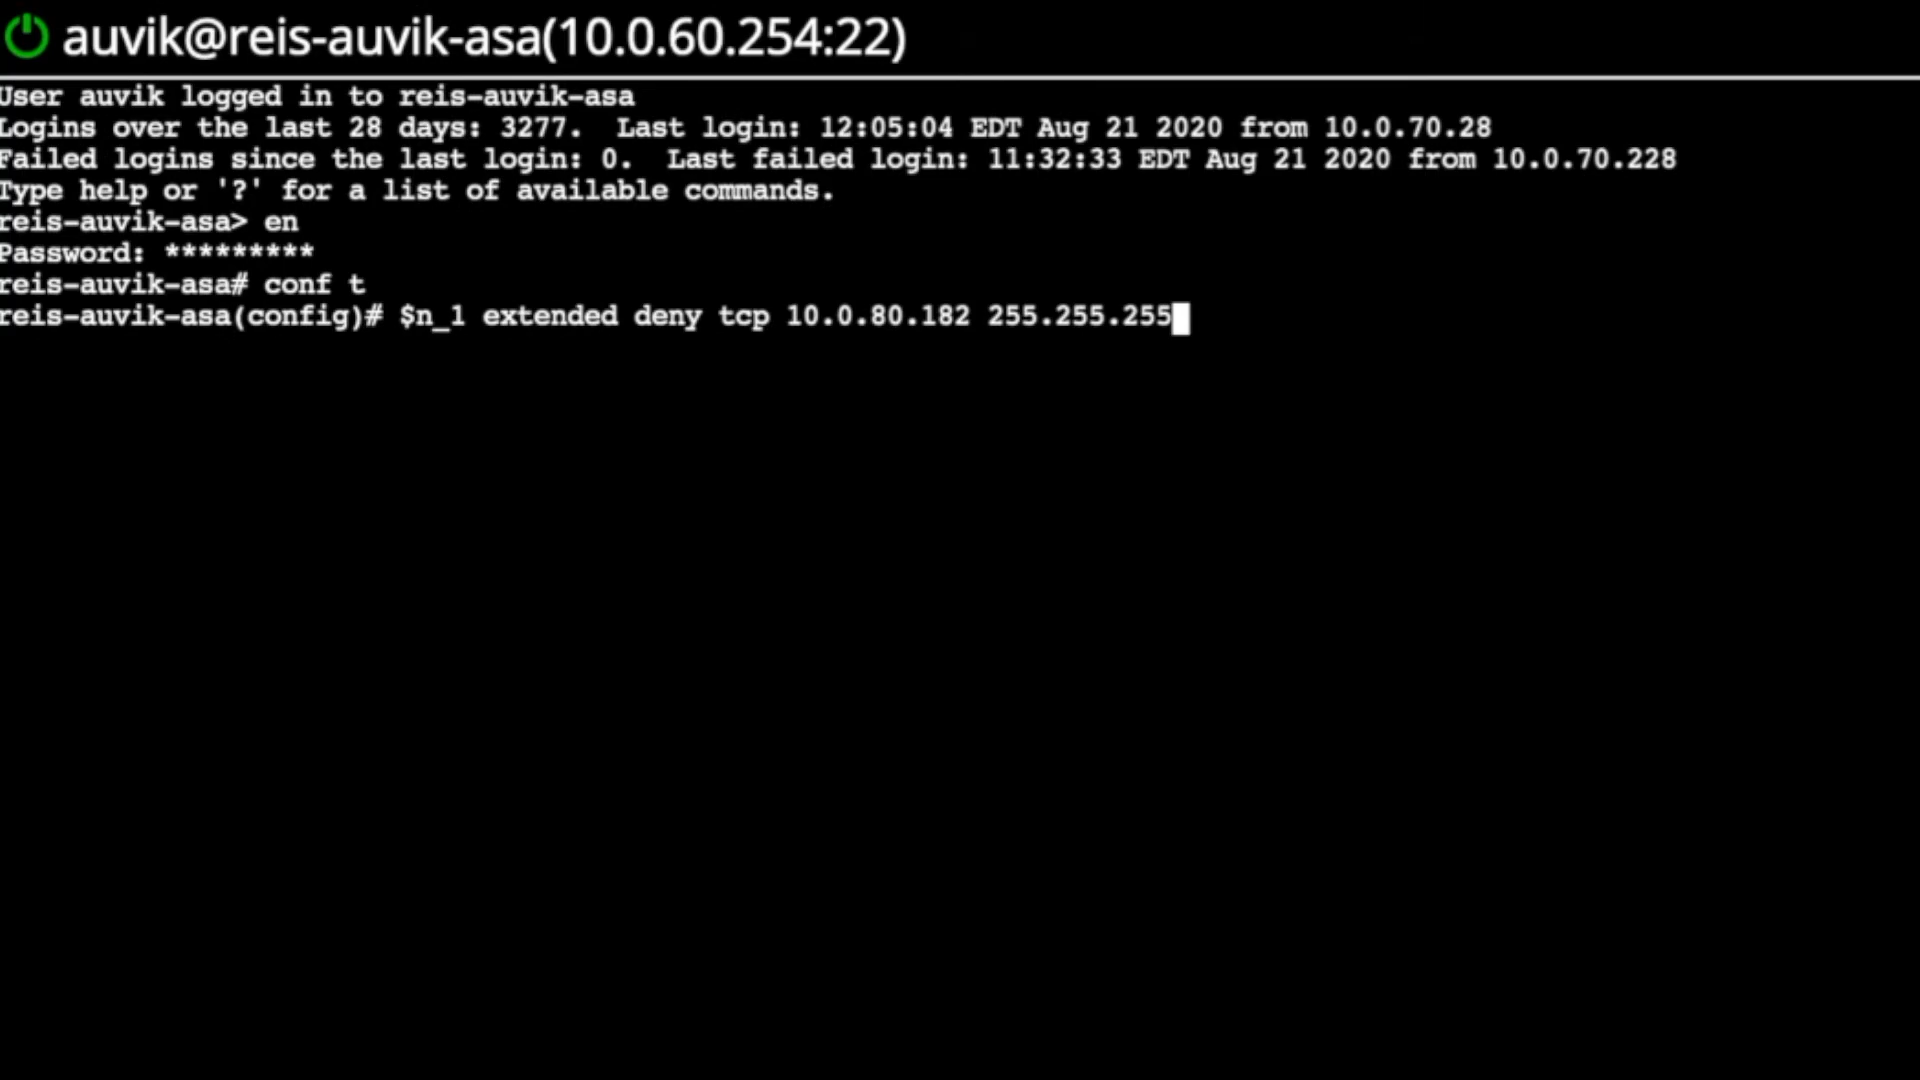 auvik@reis-auvik-asa(10.0.60.254:22)
User auvik logged in to reis-auvik-asa
Logins over the last 28 days: 3277.  Last login: 12:05:04 EDT Aug 21 2020 from 10.0.70.28
Failed logins since the last login: 0.  Last failed login: 11:32:33 EDT Aug 21 2020 from 10.0.70.228
Type help or '?' for a list of available commands.
reis-auvik-asa> en
Password: *********
reis-auvik-asa# conf t
reis-auvik-asa(config)# $n_1 extended deny tcp 10.0.80.182 255.255.255